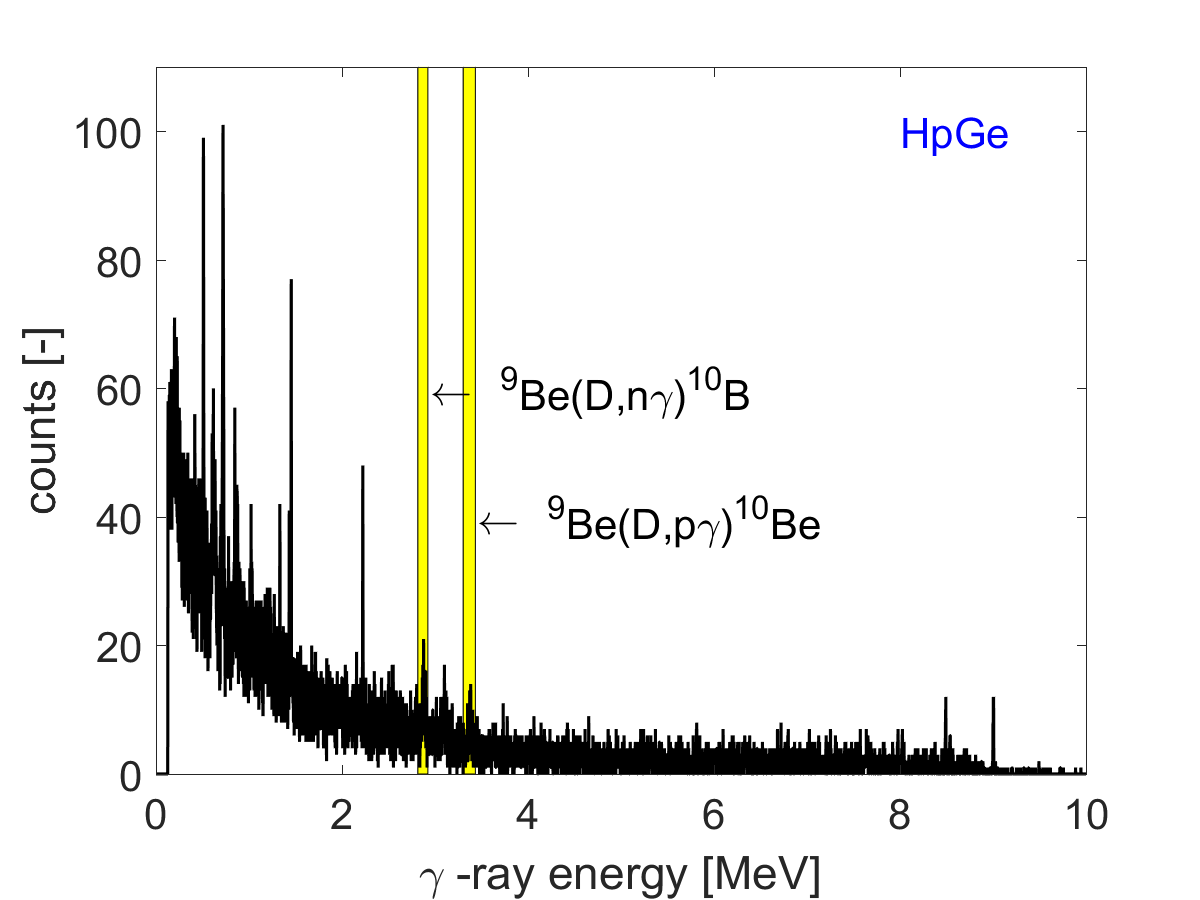 HpGe
100
80
60
40
20
0
counts [-]
← ⁹Be(D,nγ)¹⁰B
← ⁹Be(D,pγ)¹⁰Be
0 2 4 6 8 10
γ -ray energy [MeV]